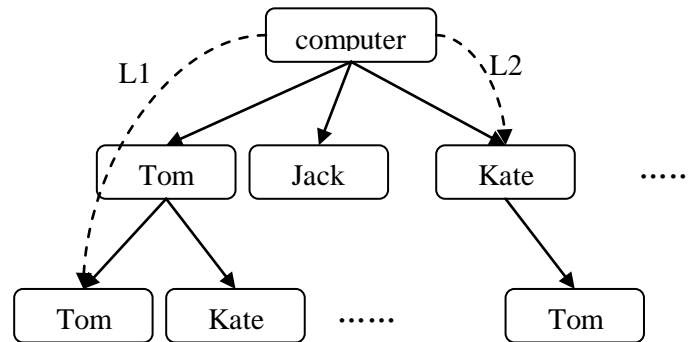 computer
L1
L2
Tom
Jack
Kate
.....
Tom
Kate
......
Tom